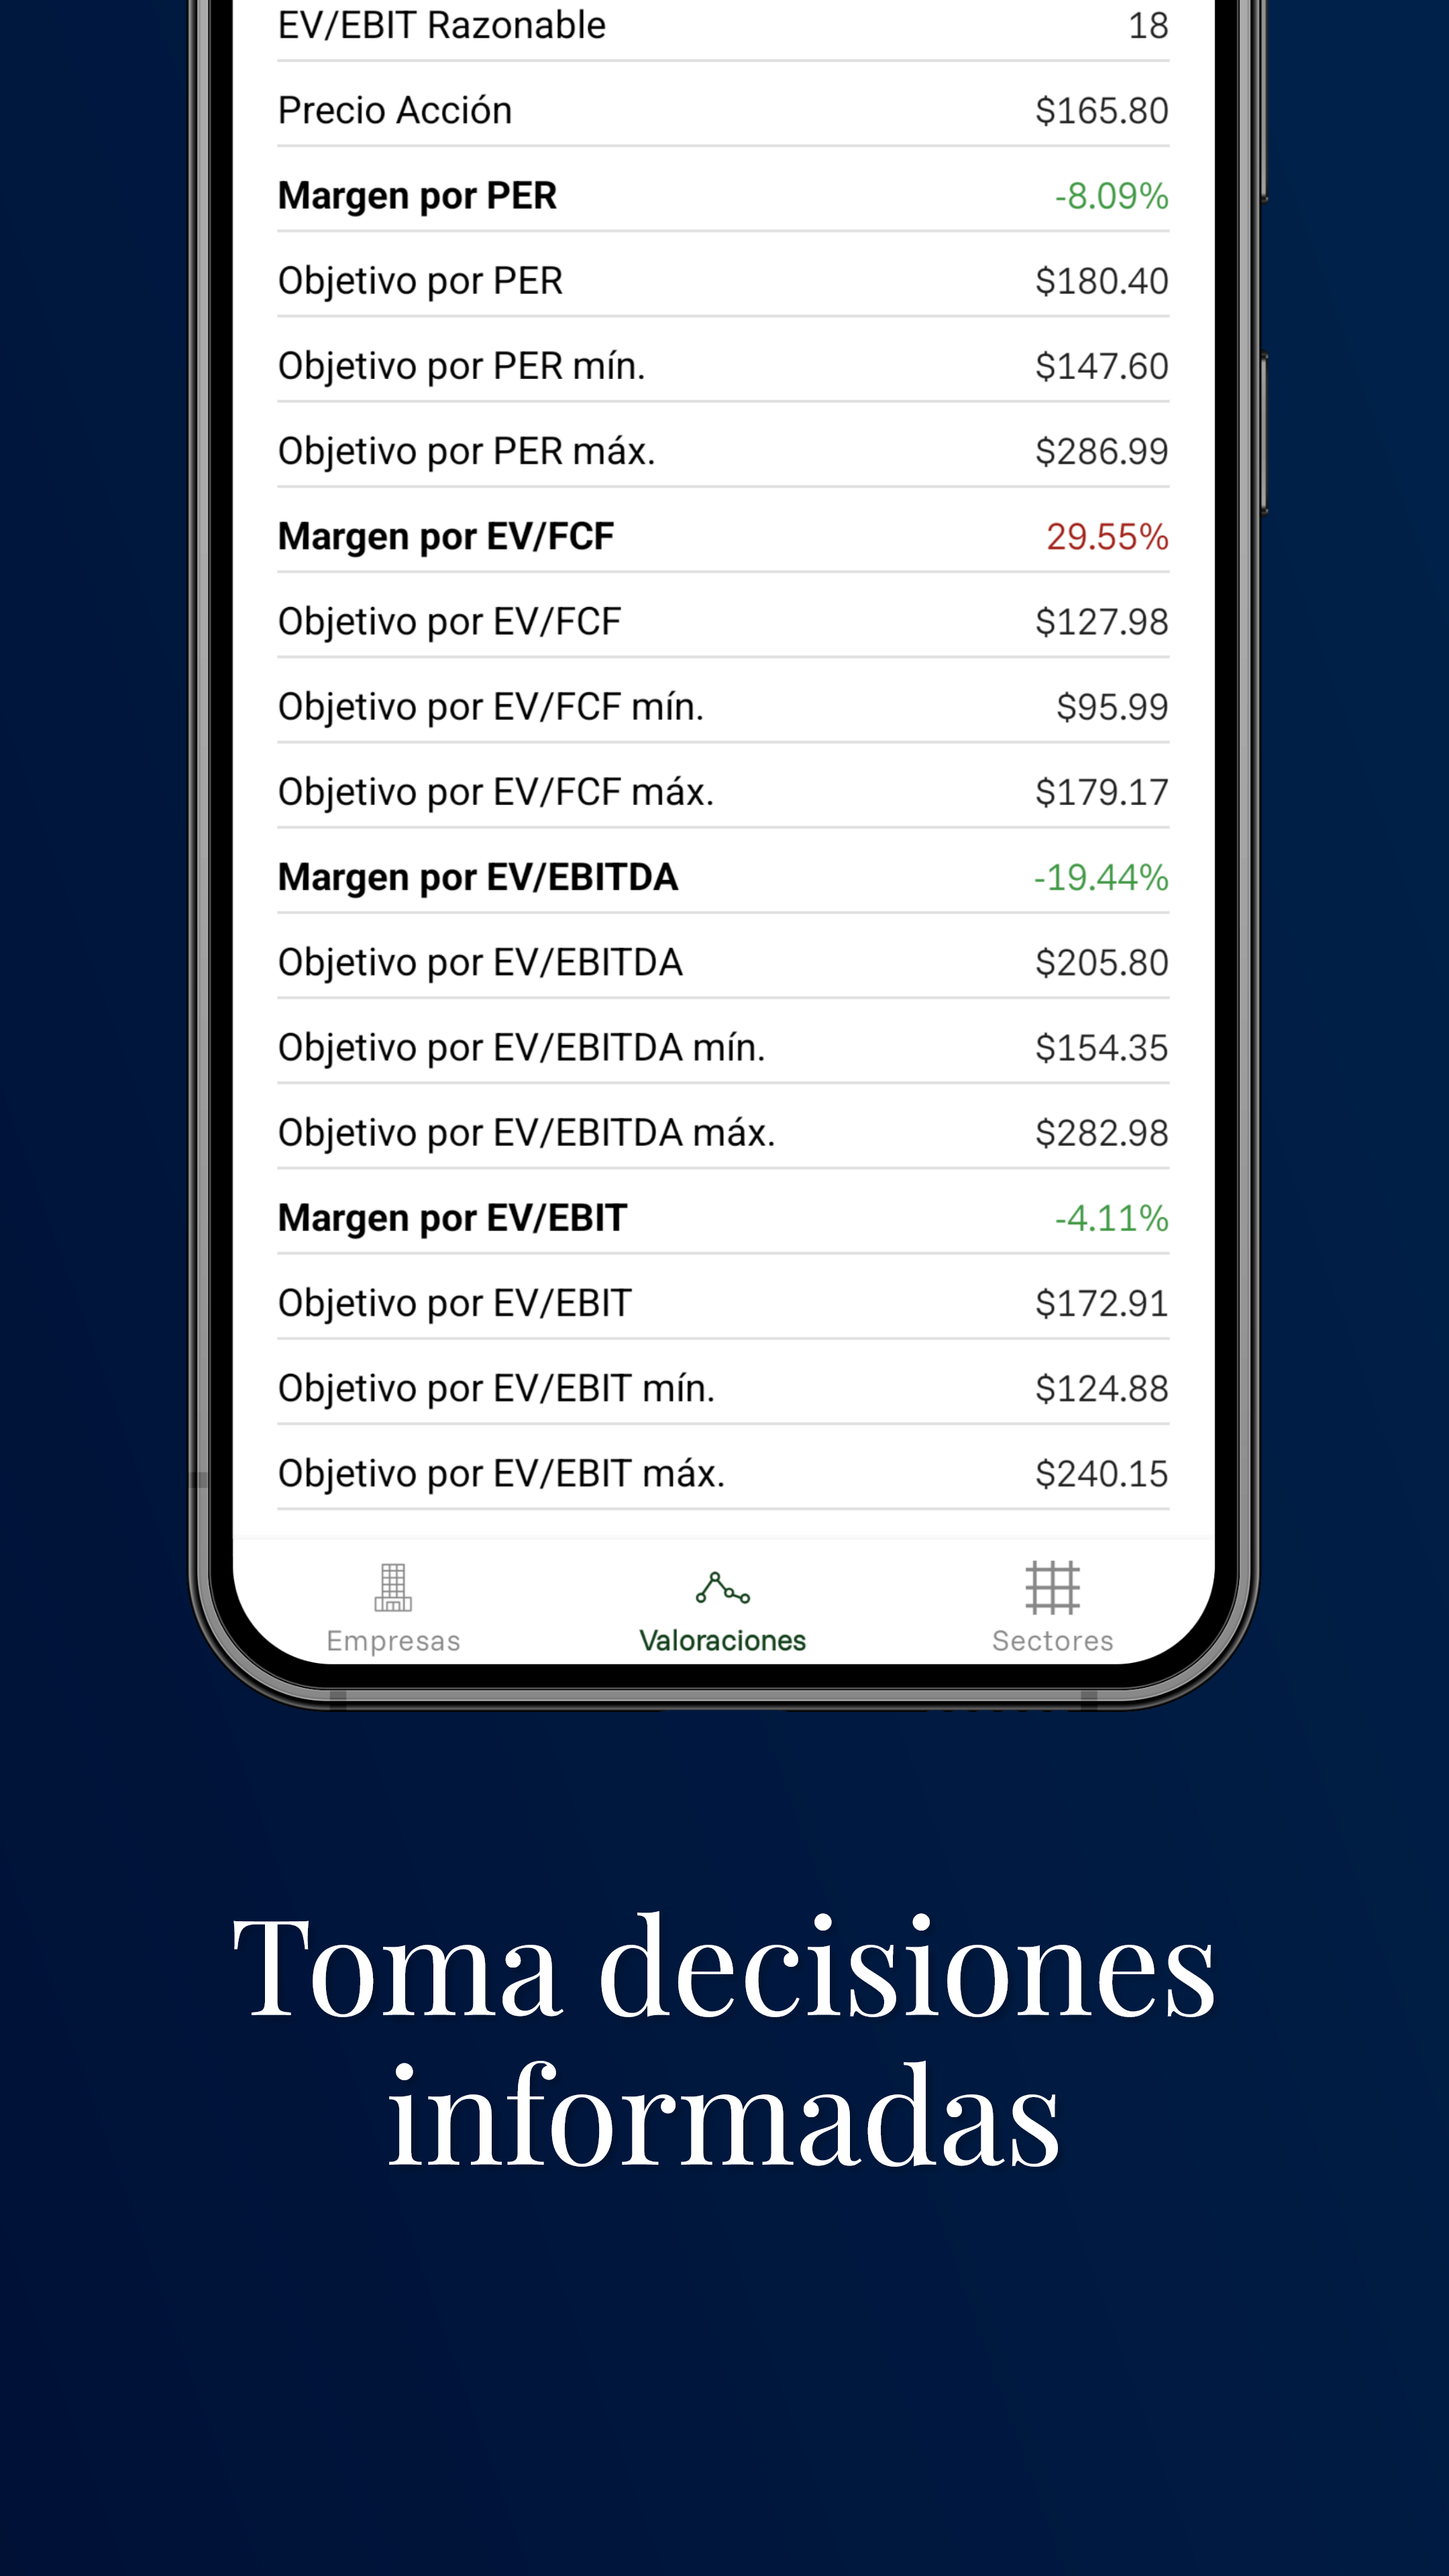 EV/EBIT Razonable 18
Precio Acción $165.80
Margen por PER -8.09%
Objetivo por PER $180.40
Objetivo por PER mín. $147.60
Objetivo por PER máx. $286.99
Margen por EV/FCF 29.55%
Objetivo por EV/FCF $127.98
Objetivo por EV/FCF mín. $95.99
Objetivo por EV/FCF máx. $179.17
Margen por EV/EBITDA -19.44%
Objetivo por EV/EBITDA $205.80
Objetivo por EV/EBITDA mín. $154.35
Objetivo por EV/EBITDA máx. $282.98
Margen por EV/EBIT -4.11%
Objetivo por EV/EBIT $172.91
Objetivo por EV/EBIT mín. $124.88
Objetivo por EV/EBIT máx. $240.15
Empresas Valoraciones Sectores
Toma decisiones
informadas